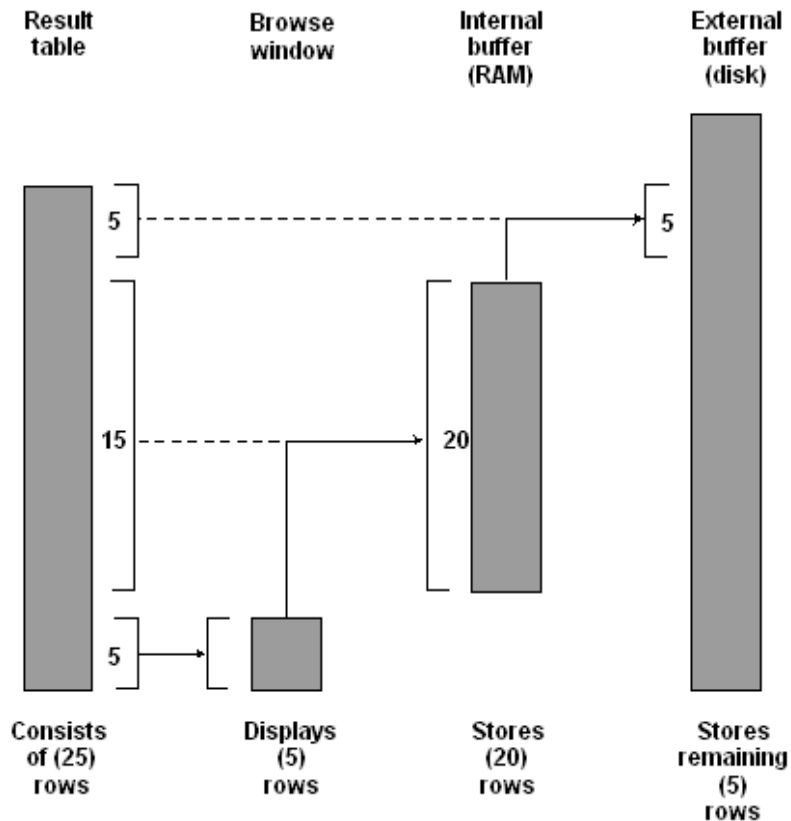 Result
table
Browse
window
Internal
buffer
(RAM)
External
buffer
(disk)
5
5
15
20
5
Consists
of (25)
rows
Displays
(5)
rows
Stores
(20)
rows
Stores
remaining
(5)
rows